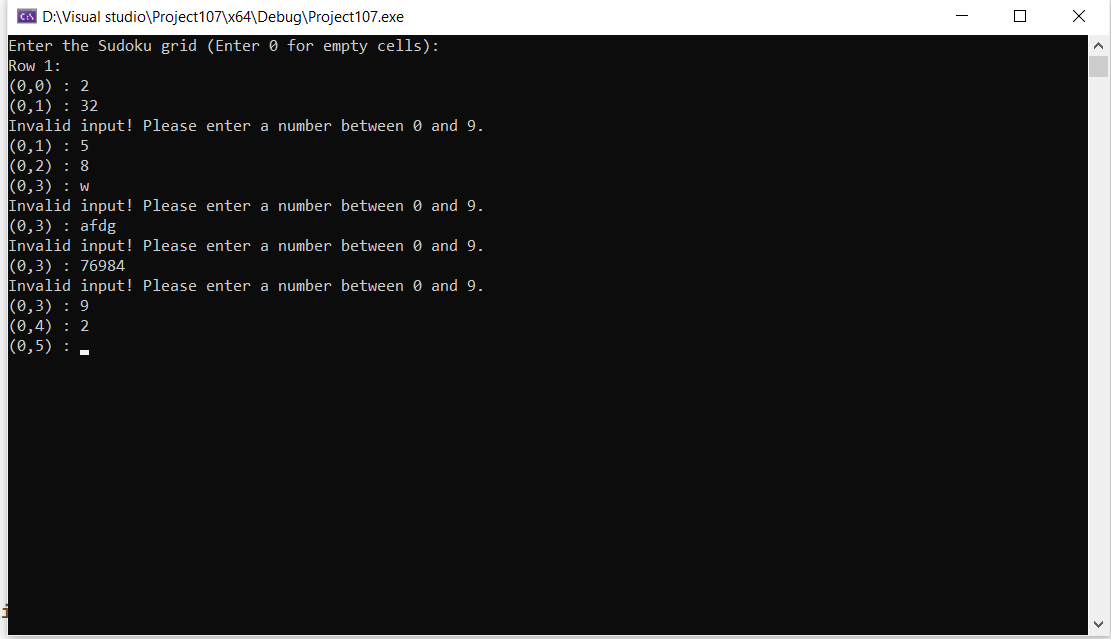 D:\Visual studio\Project107\x64\Debug\Project107.exe
Enter the Sudoku grid (Enter 0 for empty cells):
Row 1:
(0,0) : 2
(0,1) : 32
Invalid input! Please enter a number between 0 and 9.
(0,1) : 5
(0,2) : 8
(0,3) : w
Invalid input! Please enter a number between 0 and 9.
(0,3) : afdg
Invalid input! Please enter a number between 0 and 9.
(0,3) : 76984
Invalid input! Please enter a number between 0 and 9.
(0,3) : 9
(0,4) : 2
(0,5) :